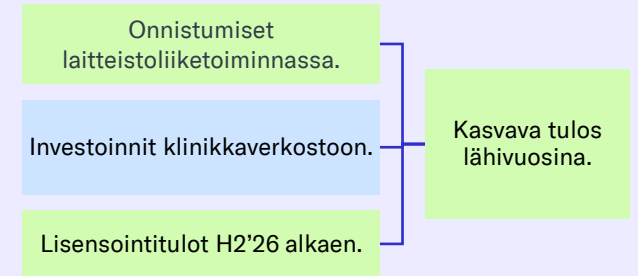 Onnistumiset
laitteistoliiketoiminnassa.
Investoinnit klinikkaverkostoon.
Lisensointitulot H2’26 alkaen.
Kasvava tulos
lähivuosina.